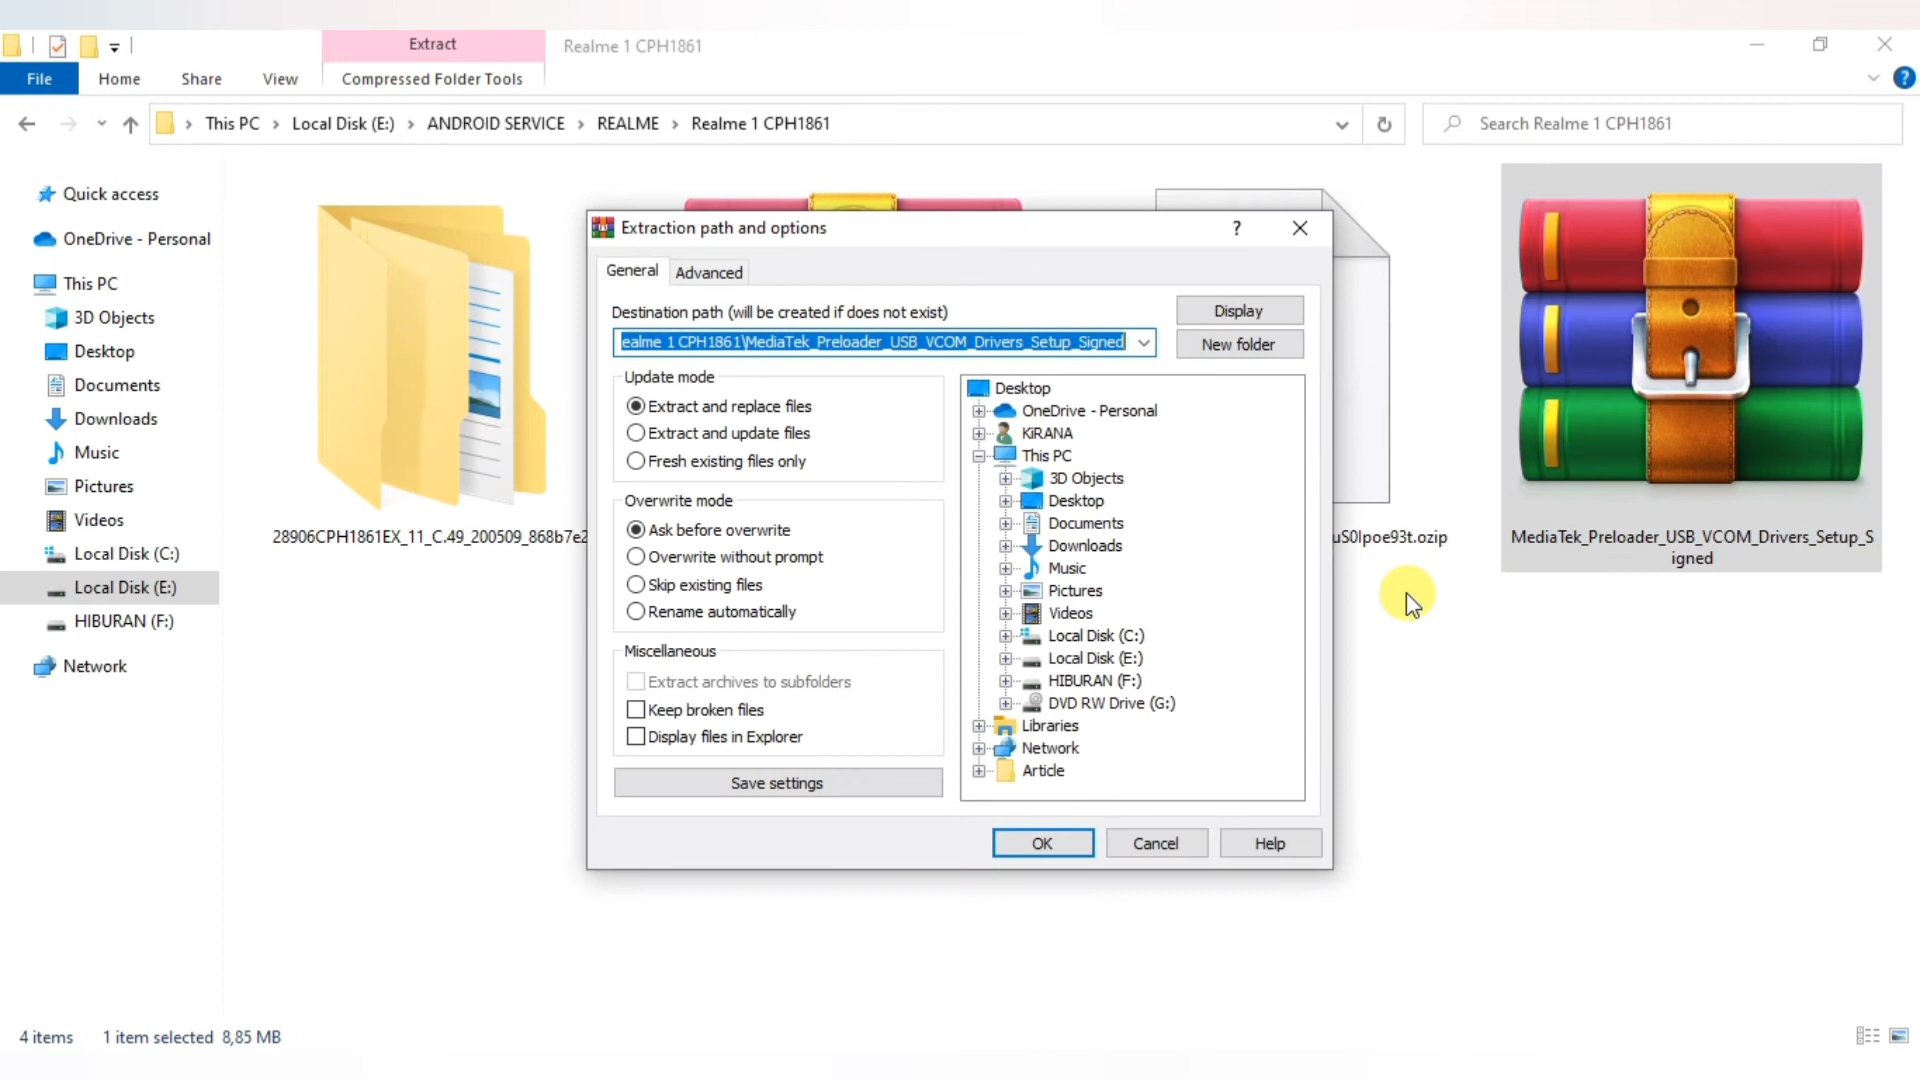 Extract
Realme 1 CPH1861
File
Home
Share
View
Compressed Folder Tools
This PC
Local Disk (E:)
ANDROID SERVICE
REALME
Realme 1 CPH1861
Search Realme 1 CPH1861
Quick access
OneDrive - Personal
This PC
3D Objects
Desktop
Documents
Downloads
Music
Pictures
Videos
Local Disk (C:)
Local Disk (E:)
HIBURAN (F:)
Network
28906CPH1861EX_11_C.49_200509_868b7e2
uS0lpoe93t.ozip
MediaTek_Preloader_USB_VCOM_Drivers_Setup_S
igned
Extraction path and options
?
General
Advanced
Destination path (will be created if does not exist)
ealme 1 CPH1861\MediaTek_Preloader_USB_VCOM_Drivers_Setup_Signed
Display
New folder
Update mode
Extract and replace files
Extract and update files
Fresh existing files only
Overwrite mode
Ask before overwrite
Overwrite without prompt
Skip existing files
Rename automatically
Miscellaneous
Extract archives to subfolders
Keep broken files
Display files in Explorer
Save settings
Desktop
OneDrive - Personal
KiRANA
This PC
3D Objects
Desktop
Documents
Downloads
Music
Pictures
Videos
Local Disk (C:)
Local Disk (E:)
HIBURAN (F:)
DVD RW Drive (G:)
Libraries
Network
Article
OK
Cancel
Help
4 items
1 item selected 8,85 MB